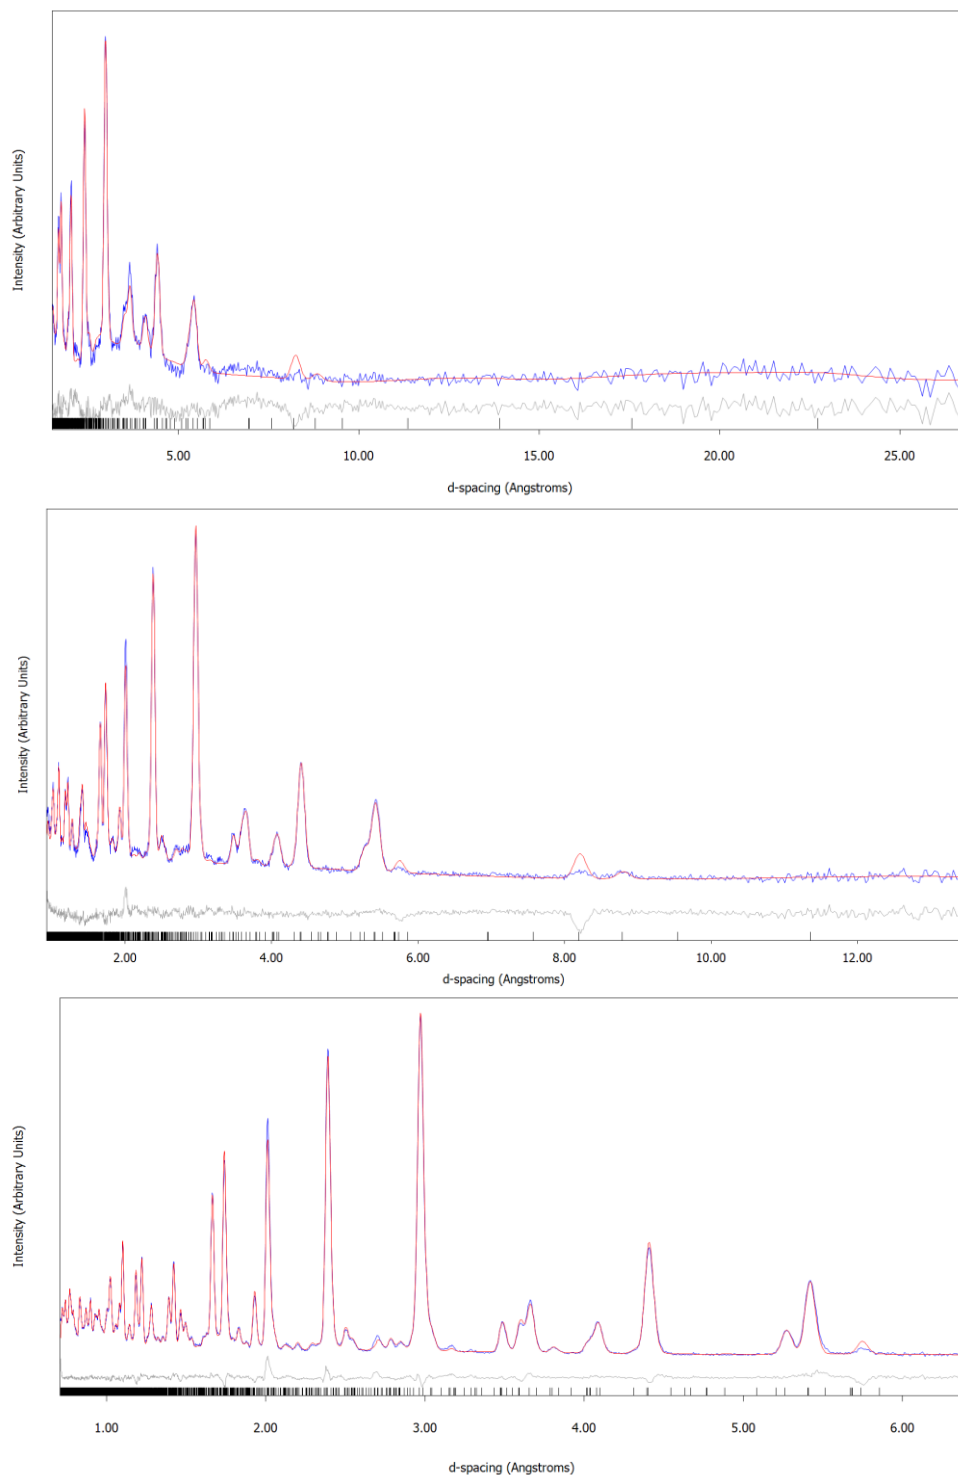 Intensity (Arbitrary Units)
5.00 10.00 15.00 20.00 25.00
d-spacing (Angstroms)
Intensity (Arbitrary Units)
2.00 4.00 6.00 8.00 10.00 12.00
d-spacing (Angstroms)
Intensity (Arbitrary Units)
1.00 2.00 3.00 4.00 5.00 6.00
d-spacing (Angstroms)